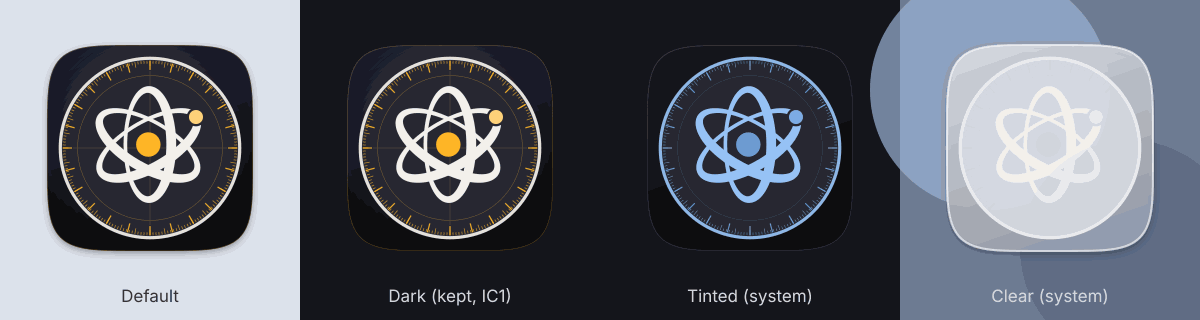 Default
Dark (kept, IC1)
Tinted (system)
Clear (system)